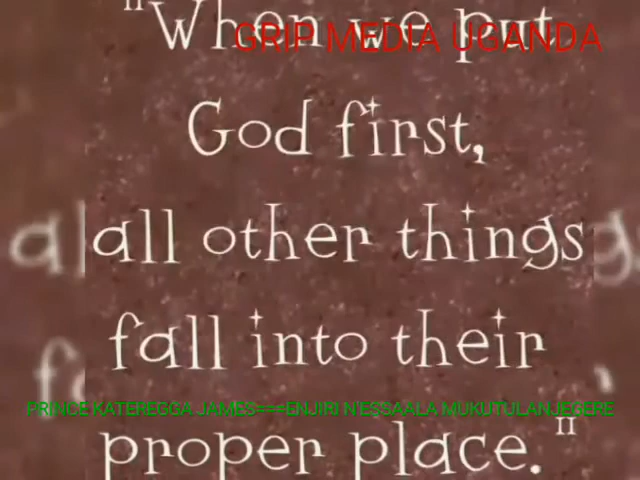 "When we put
GRIP MEDIA UGANDA
God first,
all other things
fall into their
PRINCE KATEREGGA JAMES===ENJIRI N'ESSAALA MUKUTULANJEGERE
proper place."